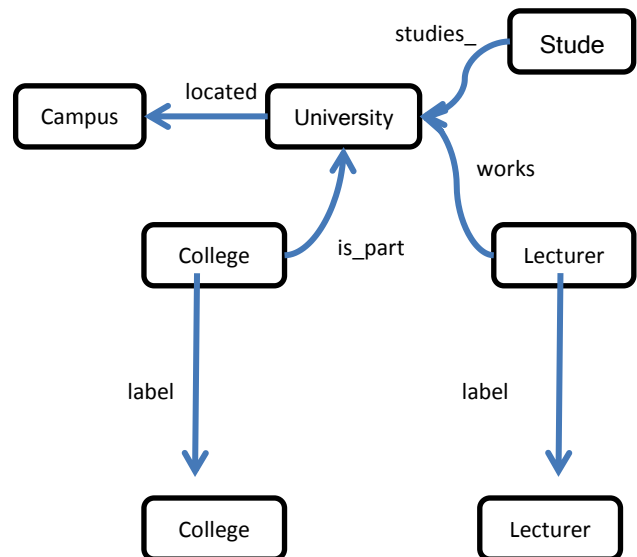 studies_
Stude
located
Campus
University
works
College
is_part
Lecturer
label
label
College
Lecturer